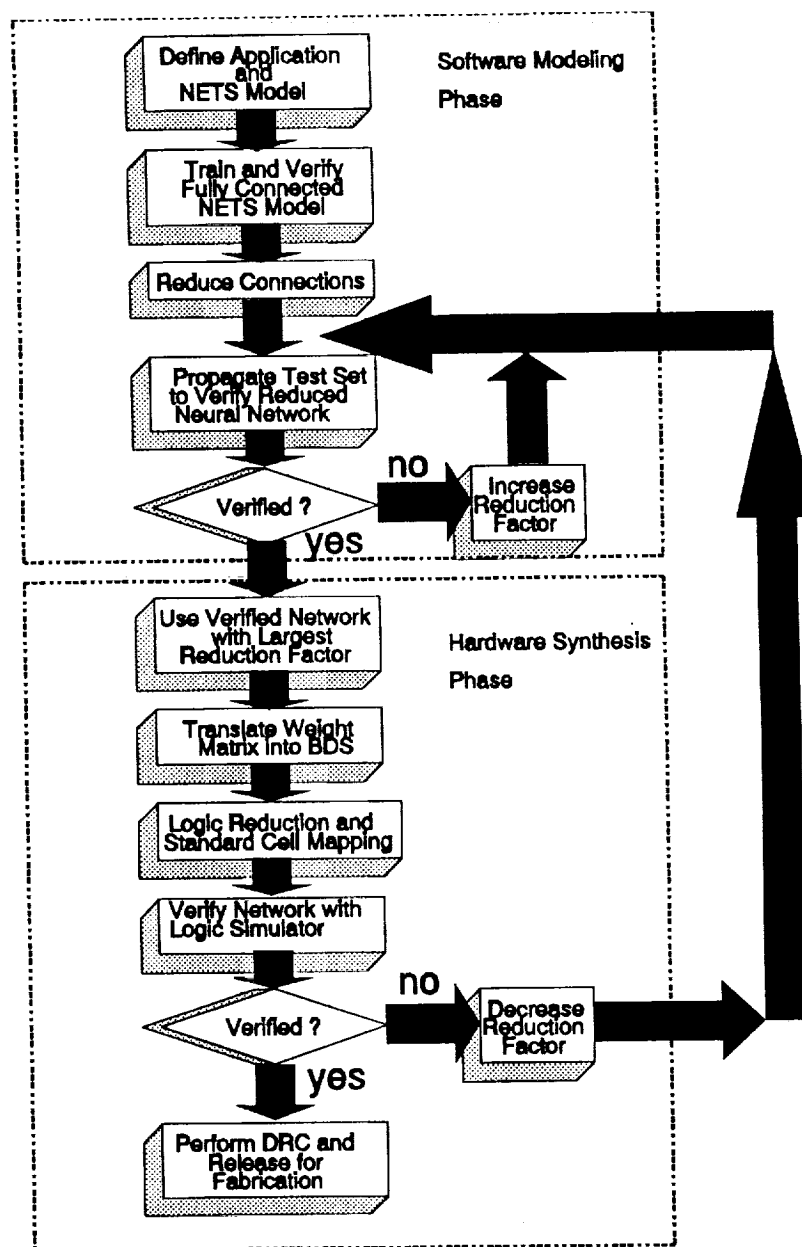 Define Application
and
NETS Model
Software Modeling
Phase
Train and Verify
Fully Connected
NETS Model
Reduce Connections
Propagate Test Set
to Verify Reduced
Neural Network
Verified ?
no
Increase
Reduction
Factor
yes
Use Verified Network
with Largest
Reduction Factor
Hardware Synthesis
Phase
Translate Weight
Matrix into BDS
Logic Reduction and
Standard Cell Mapping
Verify Network with
Logic Simulator
Verified ?
no
Decrease
Reduction
Factor
yes
Perform DRC and
Release for
Fabrication